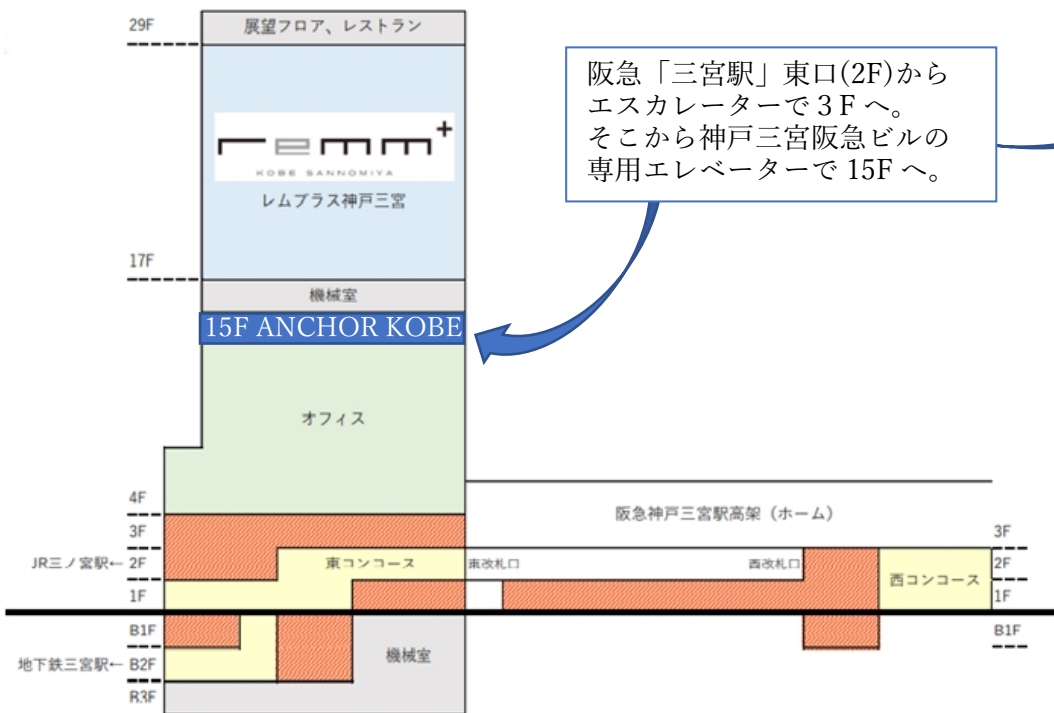 29F
展望フロア、レストラン
阪急「三宮駅」東口(2F)から
エスカレーターで3Fへ。
そこから神戸三宮阪急ビルの
専用エレベーターで15Fへ。
remm+
KOBE SANNOMIYA
レムプラス神戸三宮
17F
機械室
15F ANCHOR KOBE
オフィス
4F
阪急神戸三宮駅高架（ホーム）
3F
3F
JR三ノ宮駅←
2F
東コンコース
東改札口
西改札口
2F
西コンコース
1F
1F
B1F
B1F
機械室
地下鉄三宮駅←
B2F
B3F